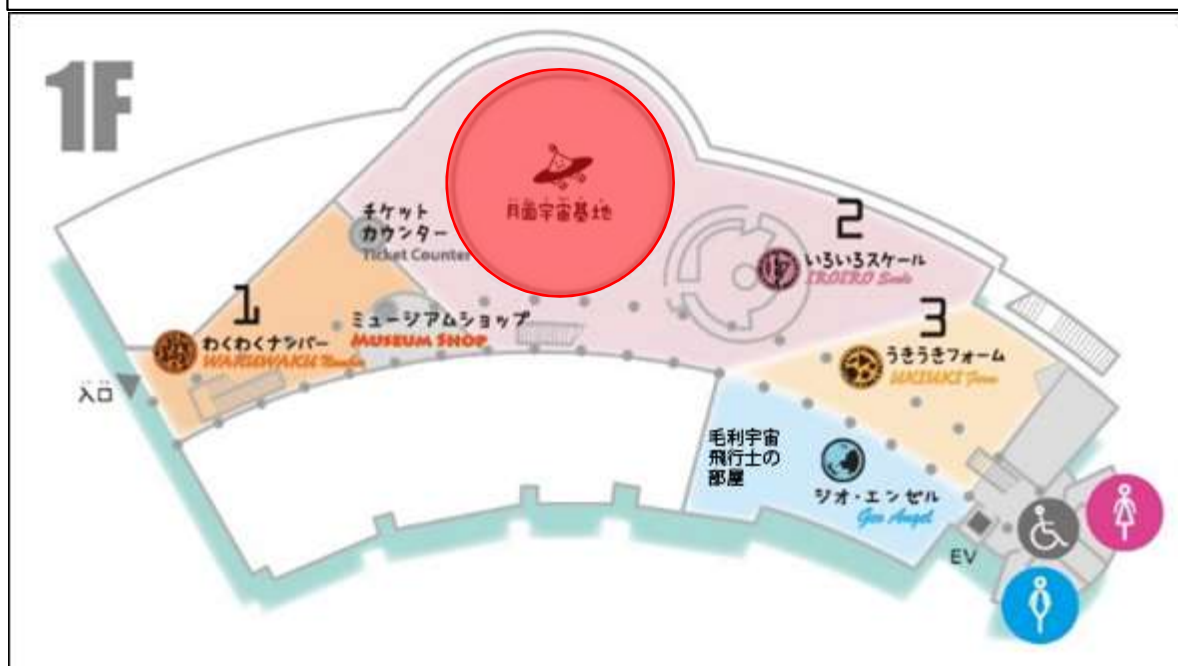 1F
月面宇宙基地
チケット
カウンター
Ticket Counter
2
いろいろスケール
IROIRO Scale
1
わくわくナンバー
WAKUWAKU Number
ミュージアムショップ
MUSEUM SHOP
3
うきうきフォーム
UKIUKI Form
入口
毛利宇宙
飛行士の
部屋
ジオ・エンゼル
Geo Angel
EV